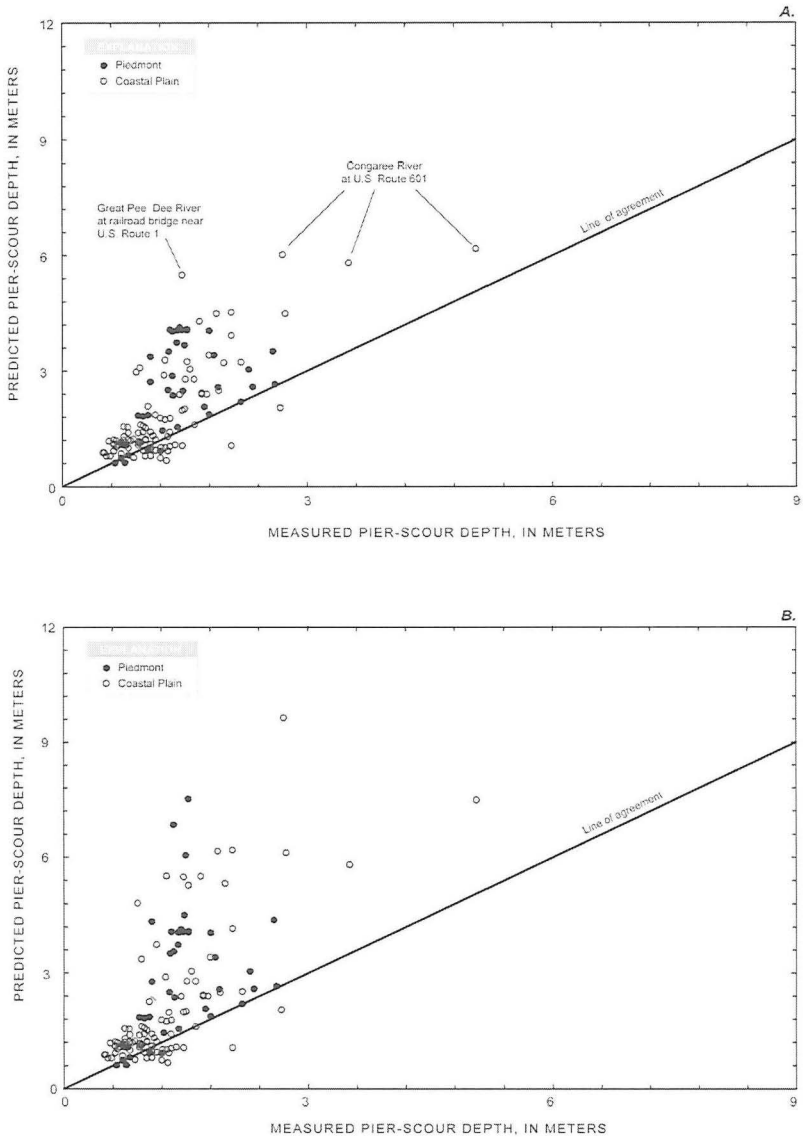 A.
12
EXPLANATION
Piedmont
Coastal Plain
9
Congaree River
at U.S. Route 601
Great Pee Dee River
at railroad bridge near
U.S. Route 1
Line of agreement
6
3
0
0
3
6
9
PREDICTED PIER-SCOUR DEPTH, IN METERS
MEASURED PIER-SCOUR DEPTH, IN METERS
B.
12
EXPLANATION
Piedmont
Coastal Plain
9
Line of agreement
6
3
0
0
3
6
9
PREDICTED PIER-SCOUR DEPTH, IN METERS
MEASURED PIER-SCOUR DEPTH, IN METERS